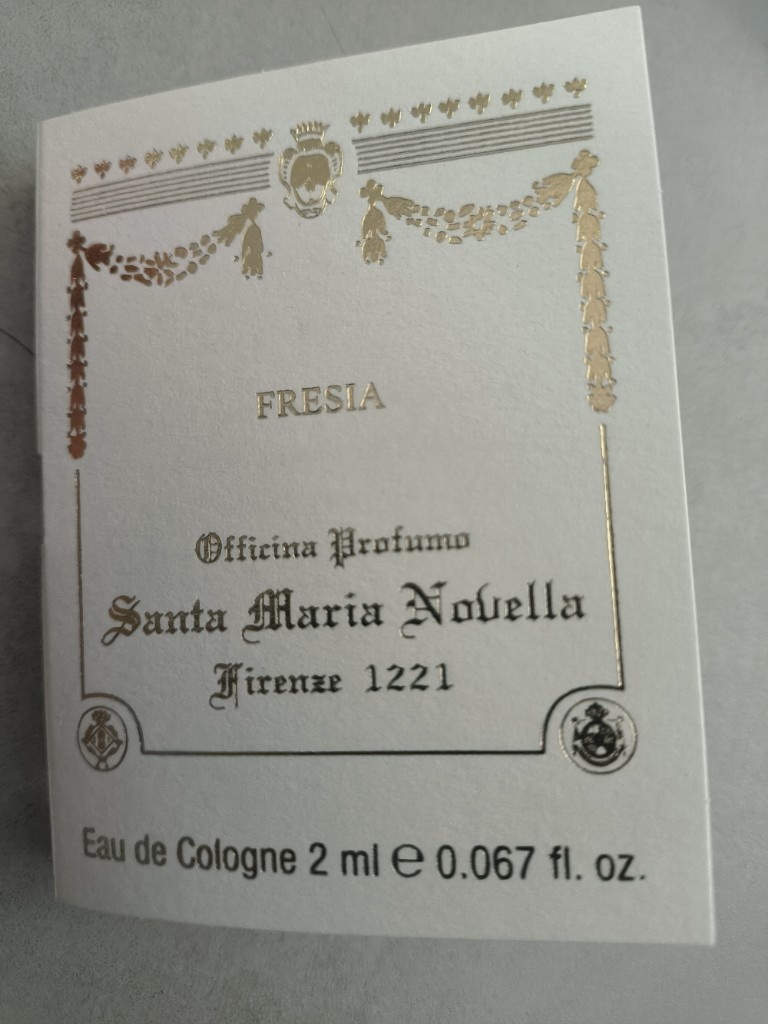 FRESIA
Officina Profumo
Santa Maria Novella
Firenze 1221
Eau de Cologne 2 ml ℮ 0.067 fl. oz.